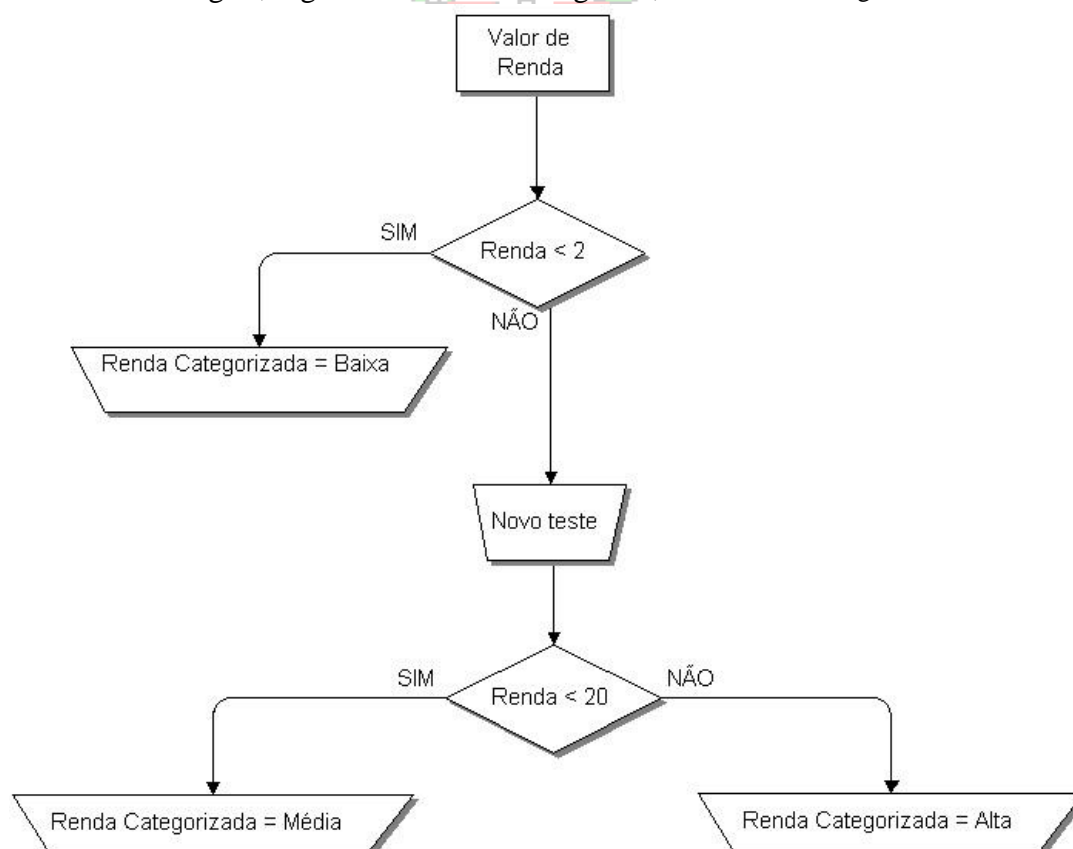 Valor de
Renda
SIM
Renda < 2
NÃO
Renda Categorizada = Baixa
Novo teste
SIM
Renda < 20
NÃO
Renda Categorizada = Média
Renda Categorizada = Alta